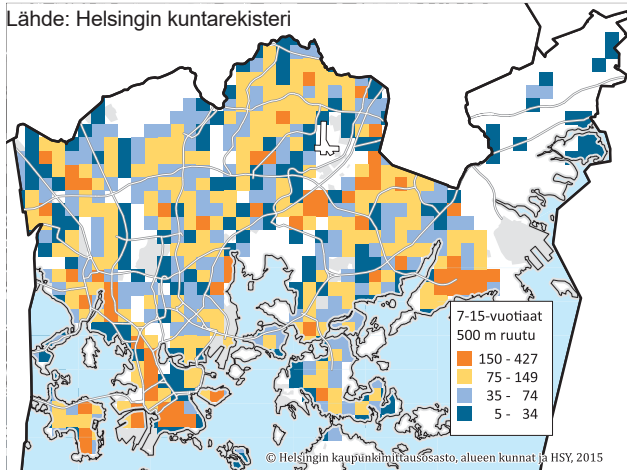 Lähde: Helsingin kuntarekisteri
7-15-vuotiaat
500 m ruutu
150 - 427
75 - 149
35 - 74
5 - 34
© Helsingin kaupunkimittausosasto, alueen kunnat ja HSY, 2015